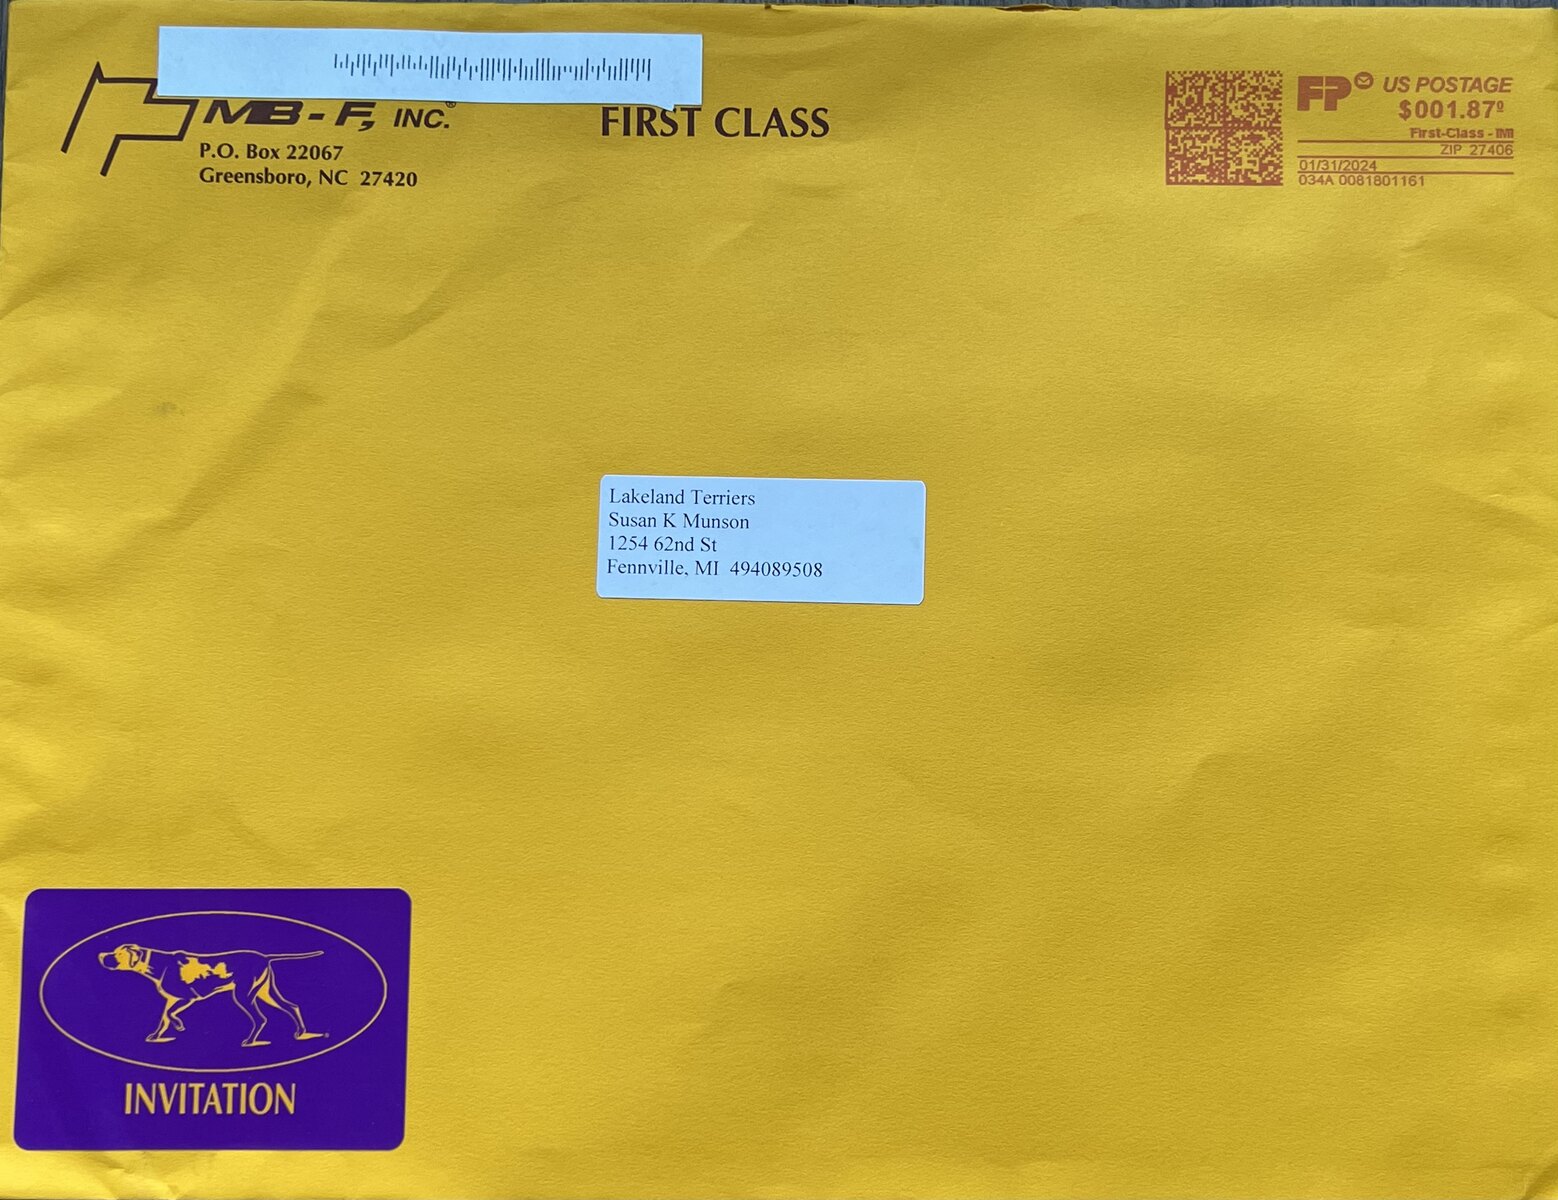 MB-F, INC.®
P.O. Box 22067
Greensboro, NC 27420
FIRST CLASS
FP US POSTAGE
$001.87⁰
First-Class - IMI
ZIP 27406
01/31/2024
034A 0081801161
Lakeland Terriers
Susan K Munson
1254 62nd St
Fennville, MI 494089508
INVITATION